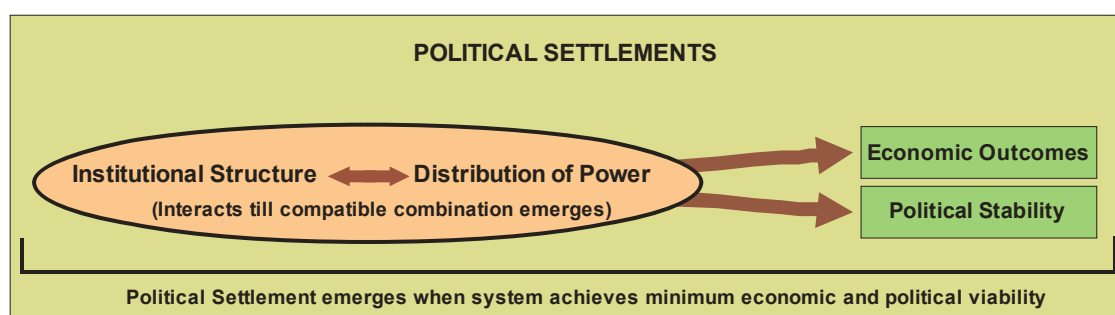 POLITICAL SETTLEMENTS
Institutional Structure
Distribution of Power
(Interacts till compatible combination emerges)
Economic Outcomes
Political Stability
Political Settlement emerges when system achieves minimum economic and political viability